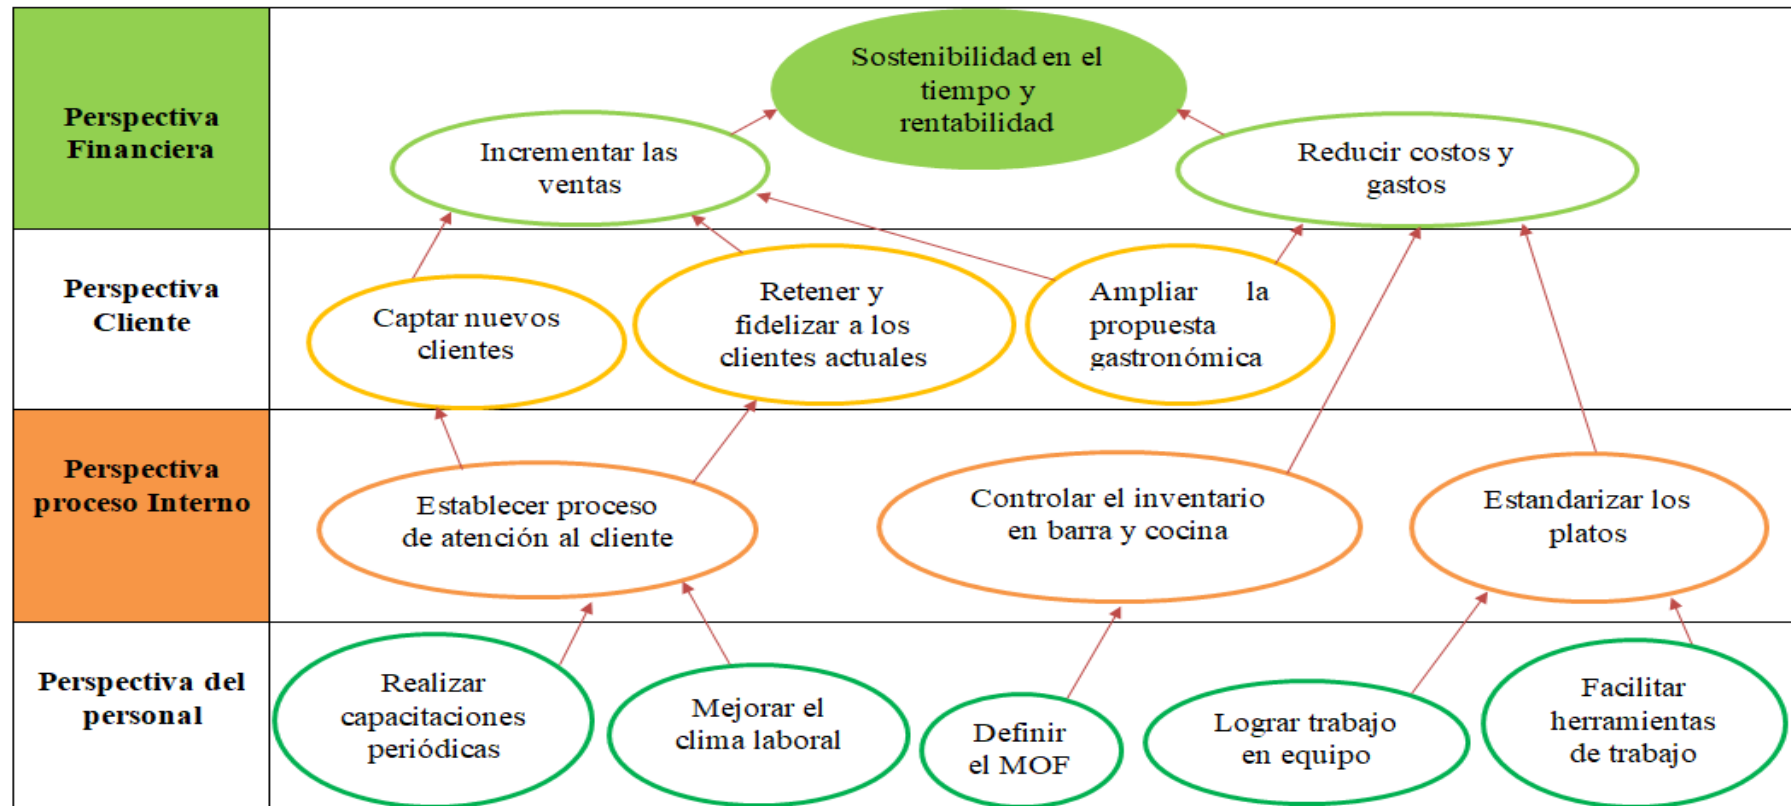 Perspectiva
Financiera
Sostenibilidad en el
tiempo y
rentabilidad
Incrementar las
ventas
Reducir costos y
gastos
Perspectiva
Cliente
Captar nuevos
clientes
Retener y
fidelizar a los
clientes actuales
Ampliar la
propuesta
gastronómica
Perspectiva
proceso Interno
Establecer proceso
de atención al cliente
Controlar el inventario
en barra y cocina
Estandarizar los
platos
Perspectiva del
personal
Realizar
capacitaciones
periódicas
Mejorar el
clima laboral
Definir
el MOF
Lograr trabajo
en equipo
Facilitar
herramientas
de trabajo